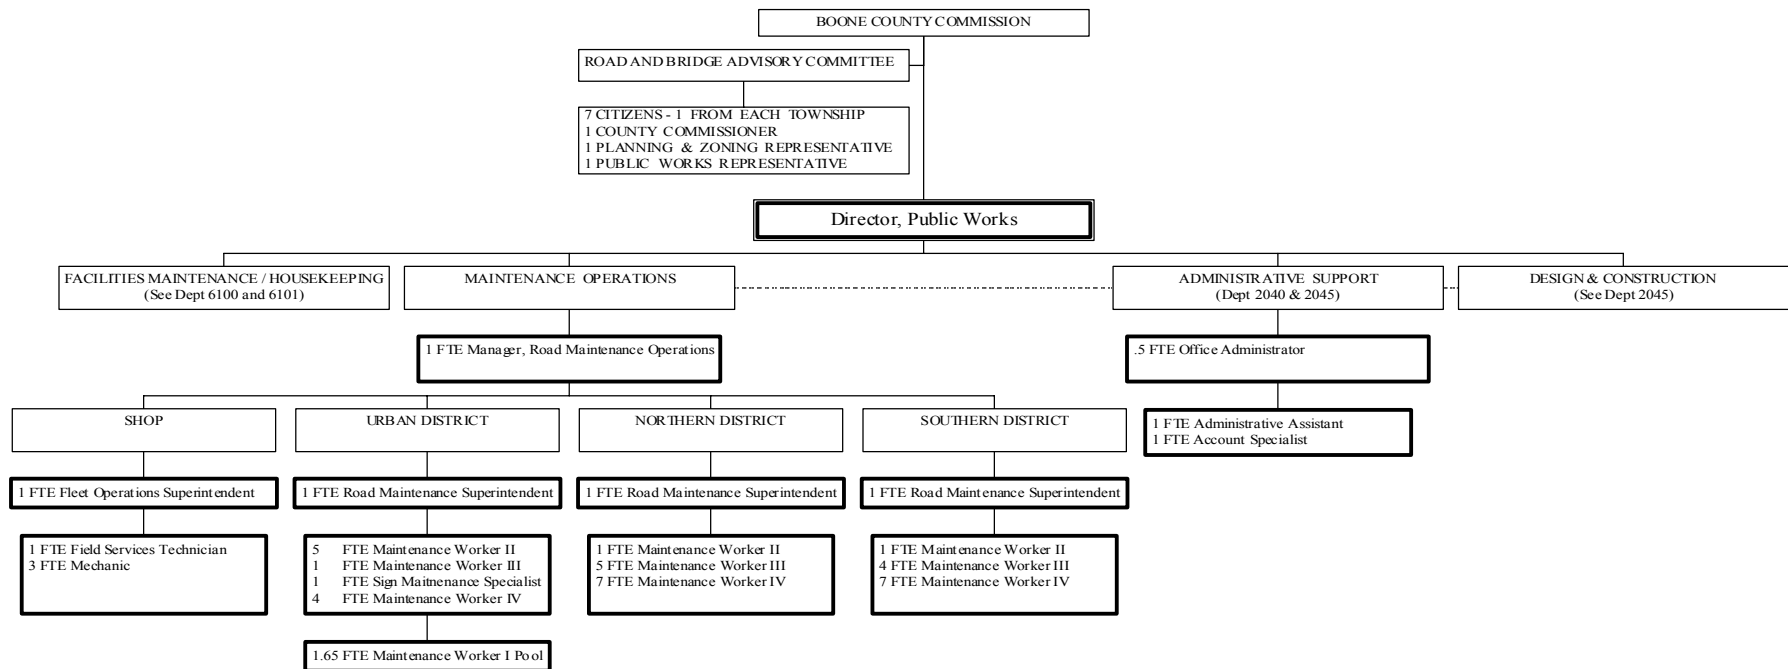 BOONE COUNTY COMMISSION
ROAD AND BRIDGE ADVISORY COMMITTEE
7 CITIZENS - 1 FROM EACH TOWNSHIP
1 COUNTY COMMISSIONER
1 PLANNING & ZONING REPRESENTATIVE
1 PUBLIC WORKS REPRESENTATIVE
Director, Public Works
FACILITIES MAINTENANCE / HOUSEKEEPING
(See Dept 6100 and 6101)
MAINTENANCE OPERATIONS
ADMINISTRATIVE SUPPORT
(Dept 2040 & 2045)
DESIGN & CONSTRUCTION
(See Dept 2045)
1 FTE Manager, Road Maintenance Operations
.5 FTE Office Administrator
SHOP
URBAN DISTRICT
NORTHERN DISTRICT
SOUTHERN DISTRICT
1 FTE Administrative Assistant
1 FTE Account Specialist
1 FTE Fleet Operations Superintendent
1 FTE Road Maintenance Superintendent
1 FTE Road Maintenance Superintendent
1 FTE Road Maintenance Superintendent
1 FTE Field Services Technician
3 FTE Mechanic
5 FTE Maintenance Worker II
1 FTE Maintenance Worker III
1 FTE Sign Maitnenance Specialist
4 FTE Maintenance Worker IV
1 FTE Maintenance Worker II
5 FTE Maintenance Worker III
7 FTE Maintenance Worker IV
1 FTE Maintenance Worker II
4 FTE Maintenance Worker III
7 FTE Maintenance Worker IV
1.65 FTE Maintenance Worker I Pool